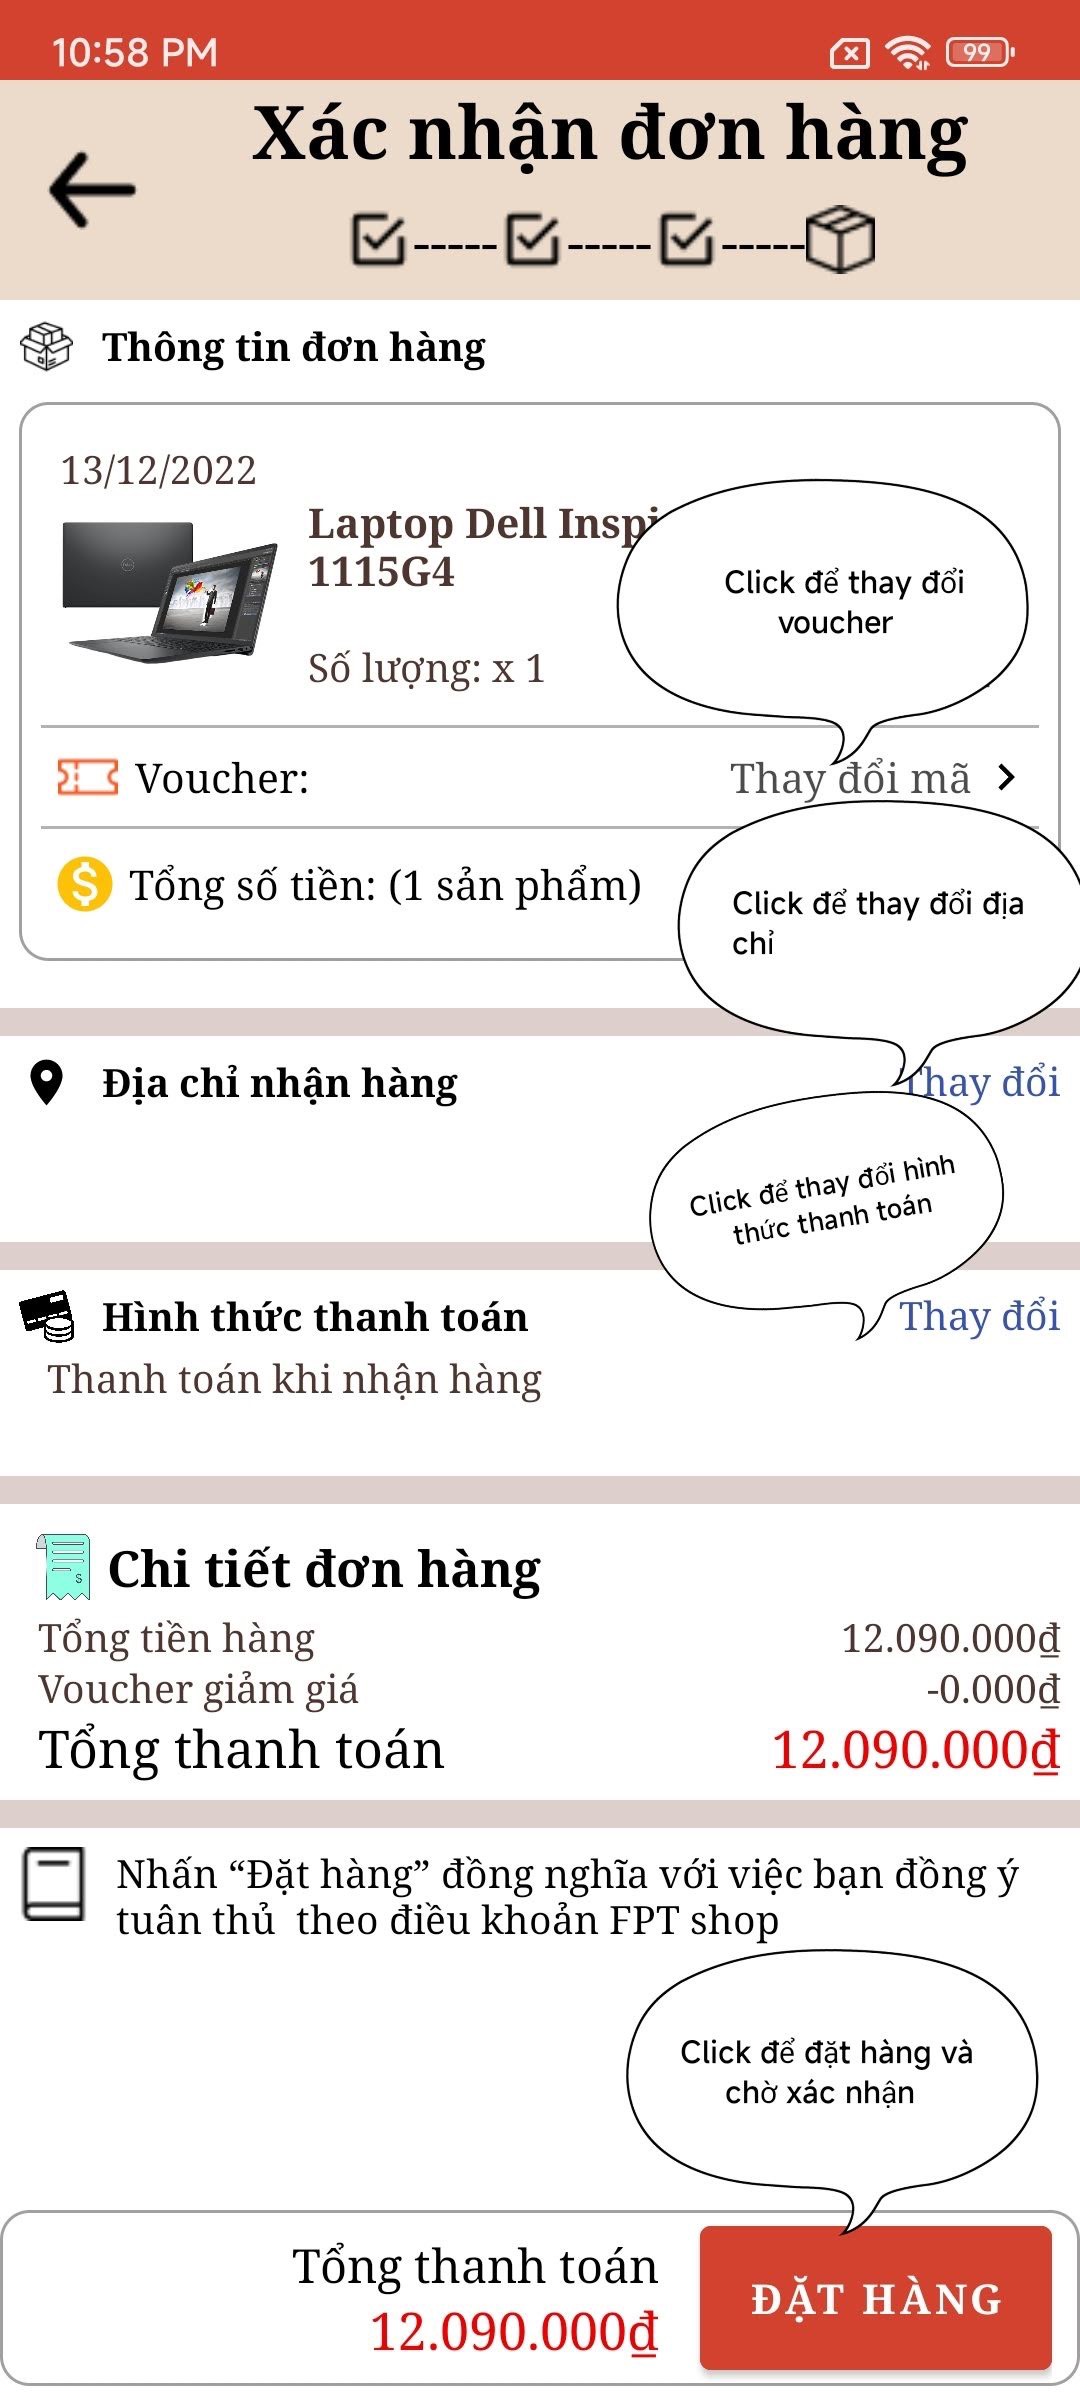 10:58 PM
99
Xác nhận đơn hàng
Thông tin đơn hàng
13/12/2022
Laptop Dell Inspi
1115G4
Số lượng: x 1
Click để thay đổi
voucher
Voucher:
Thay đổi mã
Tổng số tiền: (1 sản phẩm)
Click để thay đổi địa
chỉ
Địa chỉ nhận hàng
Thay đổi
Click để thay đổi hình
thức thanh toán
Hình thức thanh toán
Thay đổi
Thanh toán khi nhận hàng
Chi tiết đơn hàng
Tổng tiền hàng
12.090.000₫
Voucher giảm giá
-0.000₫
Tổng thanh toán
12.090.000₫
Nhấn “Đặt hàng” đồng nghĩa với việc bạn đồng ý
tuân thủ  theo điều khoản FPT shop
Click để đặt hàng và
chờ xác nhận
Tổng thanh toán
12.090.000₫
ĐẶT HÀNG